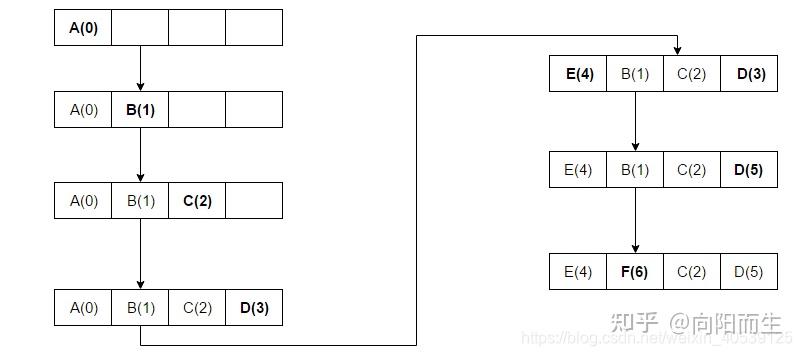 A(0)
A(0) B(1)
A(0) B(1) C(2)
A(0) B(1) C(2) D(3)
E(4) B(1) C(2) D(3)
E(4) B(1) C(2) D(5)
E(4) F(6) C(2) D(5)
知乎 @向阳而生
https://blog.csdn.net/weixin_40539125